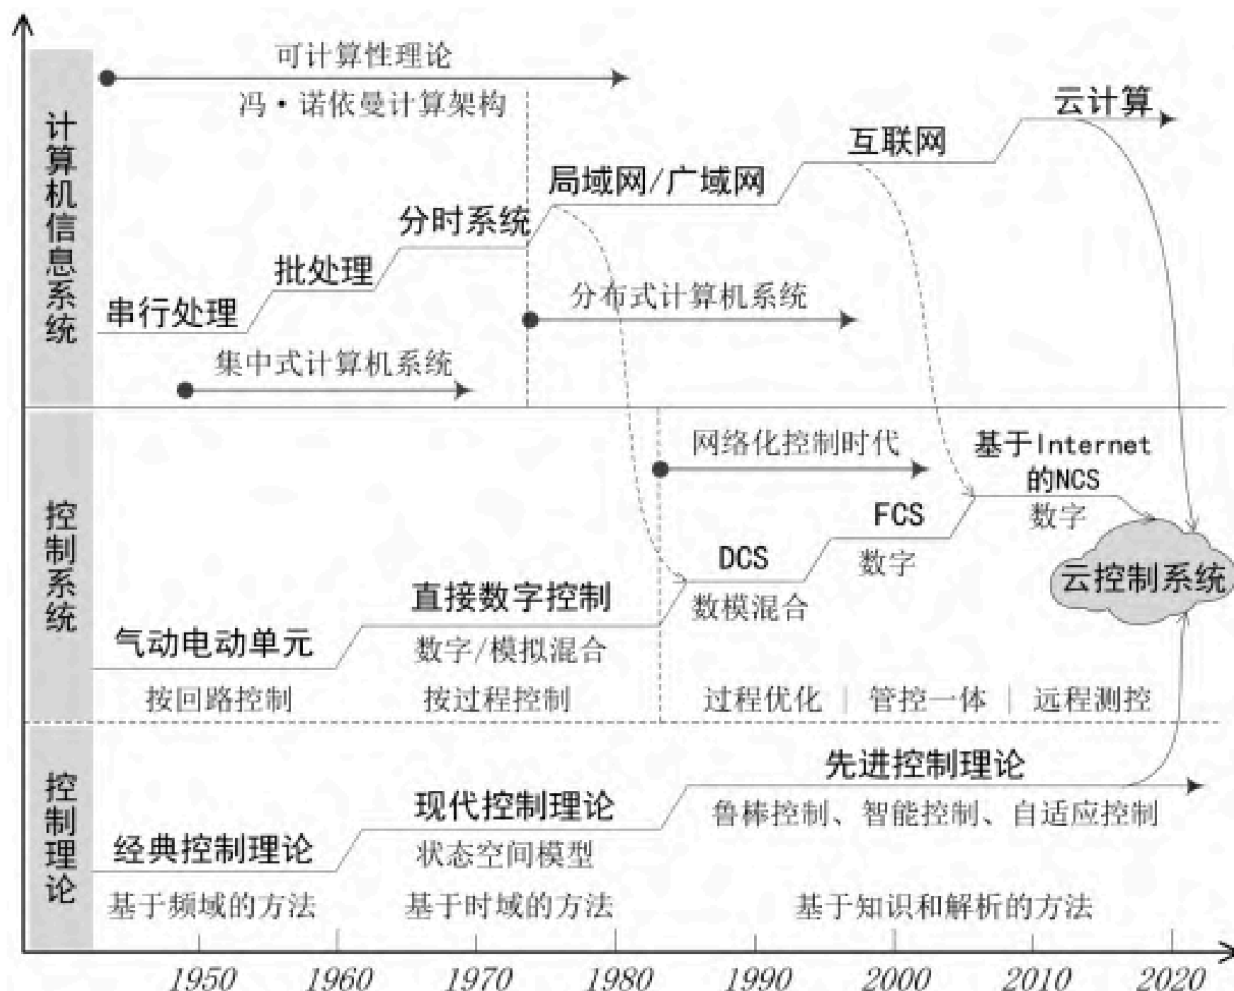 计算机信息系统
可计算性理论
冯·诺依曼计算架构
云计算
互联网
局域网/广域网
分时系统
批处理
串行处理
分布式计算机系统
集中式计算机系统
控制系统
网络化控制时代
基于Internet
的NCS
数字
FCS
数字
DCS
数模混合
云控制系统
直接数字控制
数字/模拟混合
气动电动单元
按回路控制
按过程控制
过程优化 | 管控一体 | 远程测控
控制理论
先进控制理论
鲁棒控制、智能控制、自适应控制
现代控制理论
状态空间模型
经典控制理论
基于频域的方法
基于时域的方法
基于知识和解析的方法
1950 1960 1970 1980 1990 2000 2010 2020